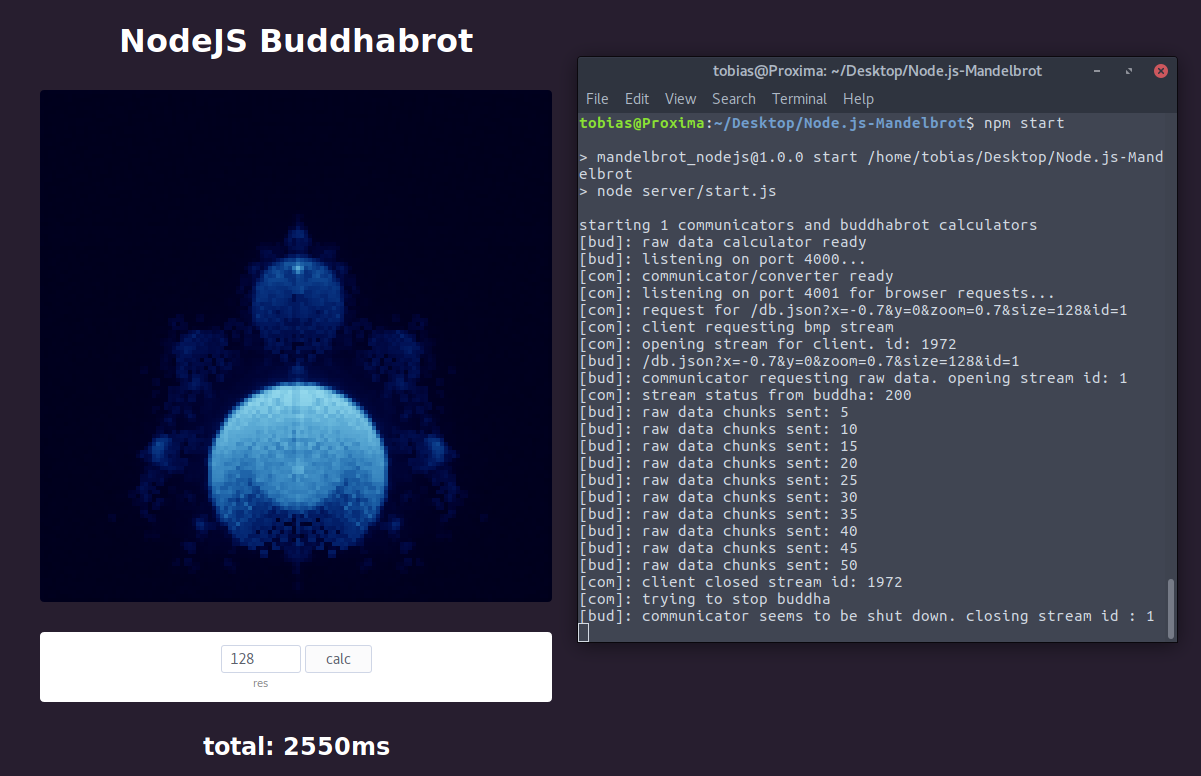 NodeJS Buddhabrot
128
calc
res
total: 2550ms
tobias@Proxima: ~/Desktop/Node.js-Mandelbrot
File Edit View Search Terminal Help
tobias@Proxima:~/Desktop/Node.js-Mandelbrot$ npm start
> mandelbrot_nodejs@1.0.0 start /home/tobias/Desktop/Node.js-Mand
elbrot
> node server/start.js
starting 1 communicators and buddhabrot calculators
[bud]: raw data calculator ready
[bud]: listening on port 4000...
[com]: communicator/converter ready
[com]: listening on port 4001 for browser requests...
[com]: request for /db.json?x=-0.7&y=0&zoom=0.7&size=128&id=1
[com]: client requesting bmp stream
[com]: opening stream for client. id: 1972
[bud]: /db.json?x=-0.7&y=0&zoom=0.7&size=128&id=1
[bud]: communicator requesting raw data. opening stream id: 1
[com]: stream status from buddha: 200
[bud]: raw data chunks sent: 5
[bud]: raw data chunks sent: 10
[bud]: raw data chunks sent: 15
[bud]: raw data chunks sent: 20
[bud]: raw data chunks sent: 25
[bud]: raw data chunks sent: 30
[bud]: raw data chunks sent: 35
[bud]: raw data chunks sent: 40
[bud]: raw data chunks sent: 45
[bud]: raw data chunks sent: 50
[com]: client closed stream id: 1972
[com]: trying to stop buddha
[bud]: communicator seems to be shut down. closing stream id : 1